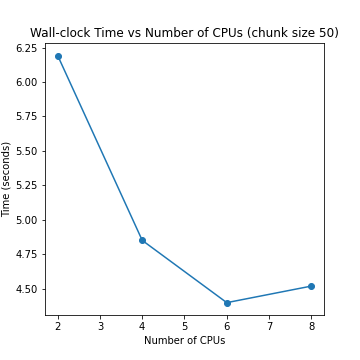 Wall-clock Time vs Number of CPUs (chunk size 50)
Time (seconds)
6.25
6.00
5.75
5.50
5.25
5.00
4.75
4.50
2 3 4 5 6 7 8
Number of CPUs